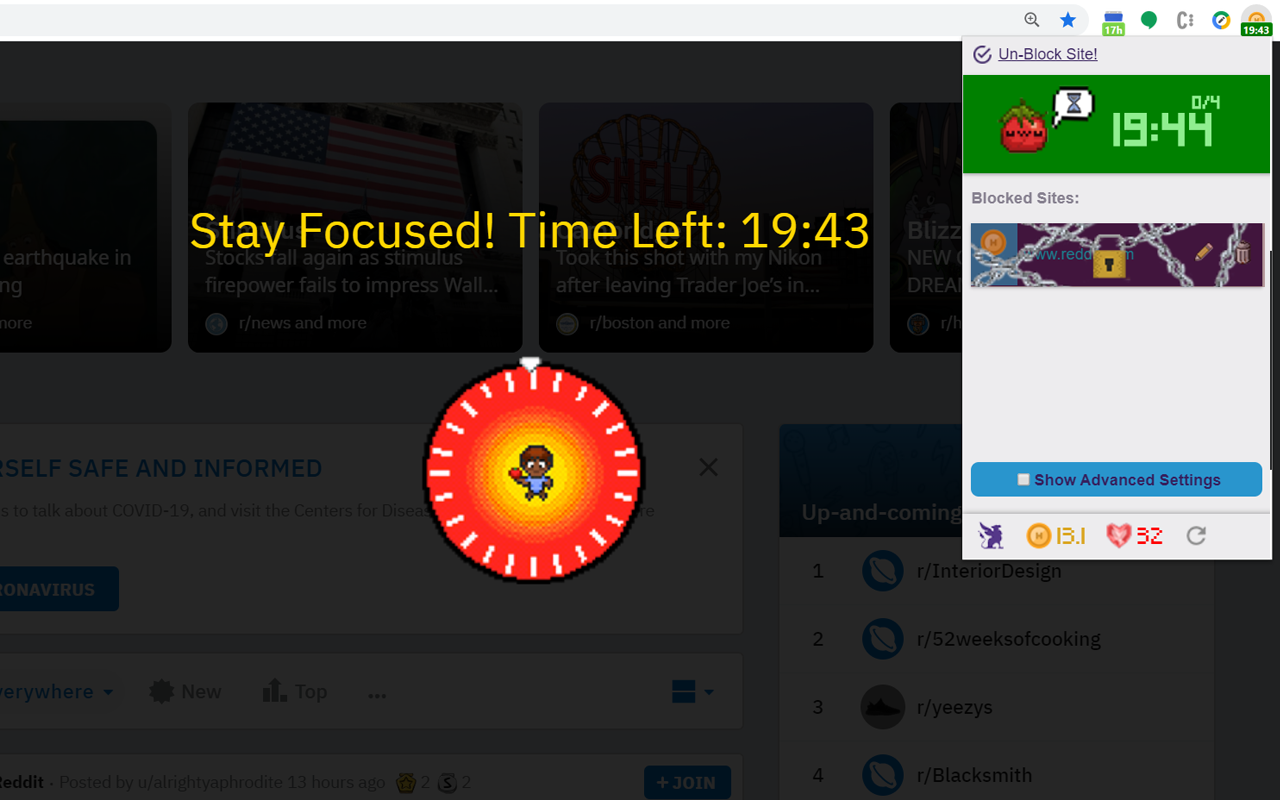 17h
19:43
Un-Block Site!
0/4
19:44
Blocked Sites:
Show Advanced Settings
13.1
32
SHELL
Stay Focused! Time Left: 19:43
earthquake in
ng
more
Stocks fall again as stimulus
firepower fails to impress Wall...
r/news and more
Took this shot with my Nikon
after leaving Trader Joe's in...
r/boston and more
Blizz
NEW
DREA
r/h
RSELF SAFE AND INFORMED
s to talk about COVID-19, and visit the Centers for Disea
re
ONAVIRUS
verywhere
New
Top
...
Reddit · Posted by u/alrightyaphrodite 13 hours ago
2
2
+ JOIN
Up-and-coming
1 r/InteriorDesign
2 r/52weeksofcooking
3 r/yeezys
4 r/Blacksmith